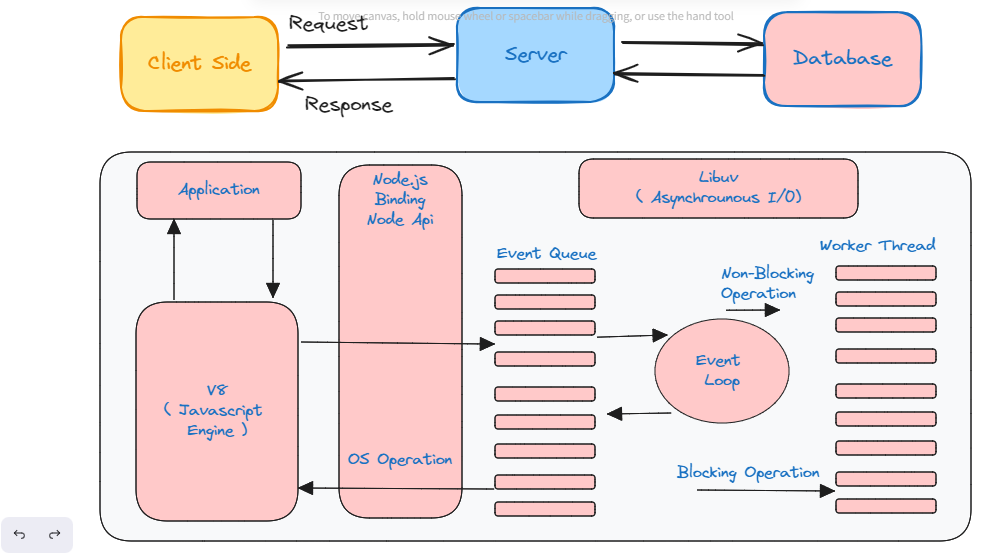 To move canvas, hold mouse wheel or spacebar while dragging, or use the hand tool
Request
Client Side
Server
Database
Response
Application
Node.js
Binding
Node Api
Libuv
( Asynchrounous I/O)
Event Queue
Worker Thread
Non-Blocking
Operation
Event
Loop
V8
( Javascript
Engine )
OS Operation
Blocking Operation